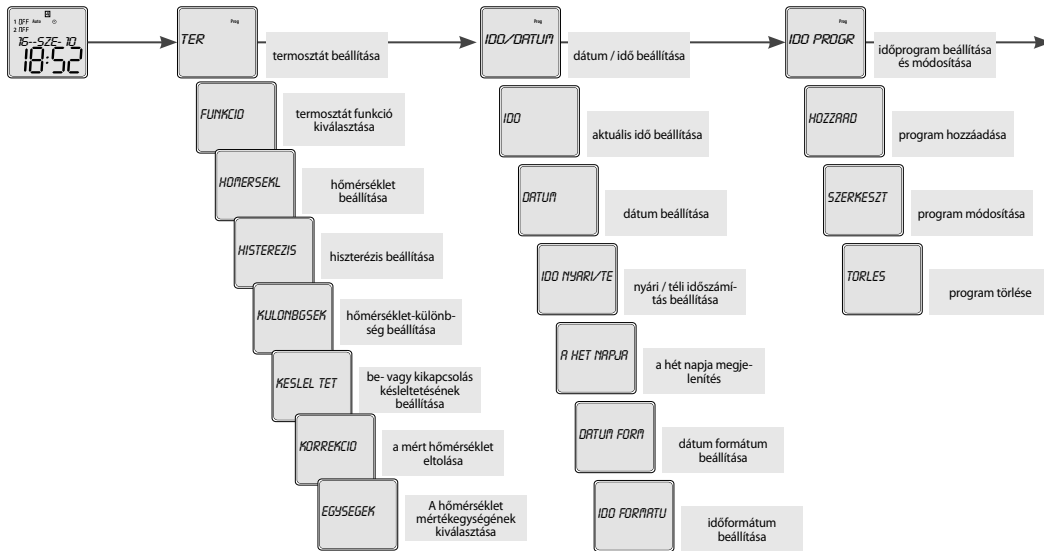 1 OFF Auto
2 OFF
16--SZE-10
18:52
Prog
TER
termosztát beállítása
FUNKCIO
termosztát funkció
kiválasztása
HOMERSEKL
hőmérséklet
beállítása
HISTEREZIS
hiszterézis beállítása
KULONBGSEK
hőmérséklet-különb-
ség beállítása
KESLEL TET
be- vagy kikapcsolás
késleltetésének
beállítása
KORREKCIO
a mért hőmérséklet
eltolása
EGYSEGEK
A hőmérséklet
mértékegységének
kiválasztása
Prog
IDO/DATUM
dátum / idő beállítása
IDO
aktuális idő beállítása
DATUM
dátum beállítása
IDO NYARI/TE
nyári / téli időszámí-
tás beállítása
A HET NAPJA
a hét napja megje-
lenítés
DATUM FORM
dátum formátum
beállítása
IDO FORMATU
időformátum
beállítása
Prog
IDO PROGR
időprogram beállítása
és módosítása
HOZZAAD
program hozzáadása
SZERKESZT
program módosítása
TORLES
program törlése